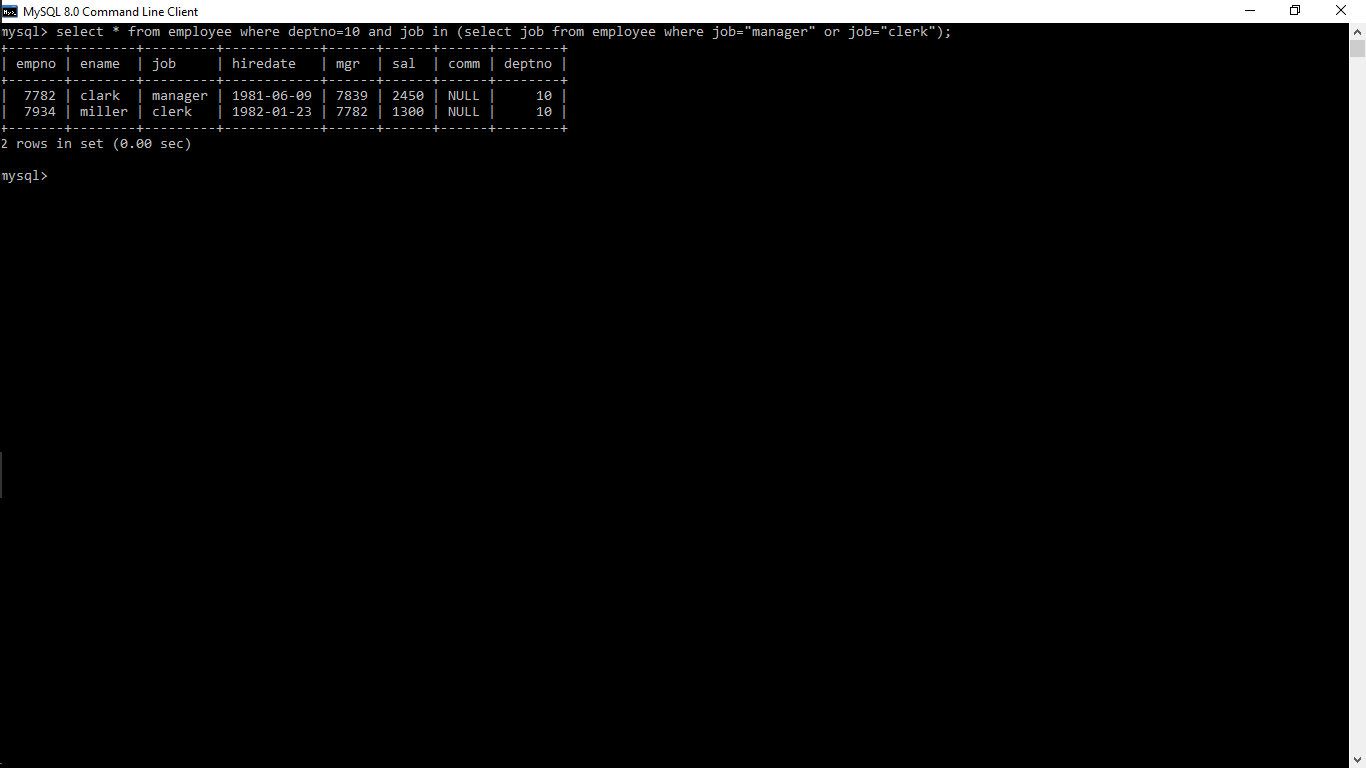 MySQL 8.0 Command Line Client
mysql> select * from employee where deptno=10 and job in (select job from employee where job="manager" or job="clerk");
+-------+--------+---------+------------+------+------+------+--------+
| empno | ename  | job     | hiredate   | mgr  | sal  | comm | deptno |
+-------+--------+---------+------------+------+------+------+--------+
|  7782 | clark  | manager | 1981-06-09 | 7839 | 2450 | NULL |     10 |
|  7934 | miller | clerk   | 1982-01-23 | 7782 | 1300 | NULL |     10 |
+-------+--------+---------+------------+------+------+------+--------+
2 rows in set (0.00 sec)
mysql>